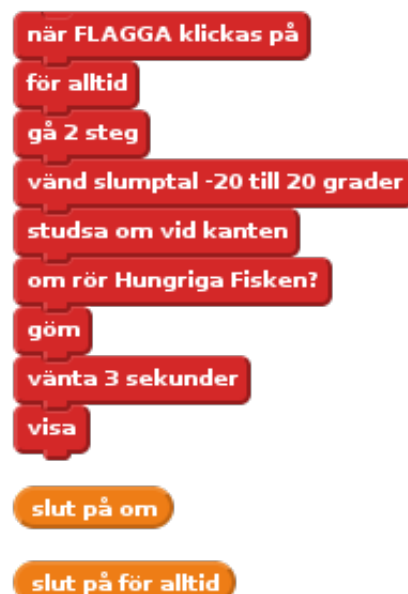 när FLAGGA klickas på
för alltid
gå 2 steg
vänd slumptal -20 till 20 grader
studsa om vid kanten
om rör Hungriga Fisken?
göm
vänta 3 sekunder
visa
slut på om
slut på för alltid